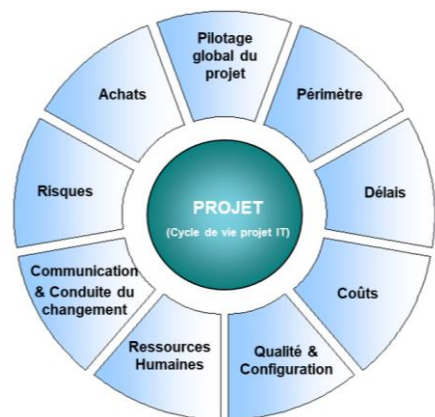 Pilotage
global du
projet
Périmètre
Délais
Coûts
Qualité &
Configuration
Ressources
Humaines
Communication
& Conduite du
changement
Risques
Achats
PROJET
(Cycle de vie projet IT)